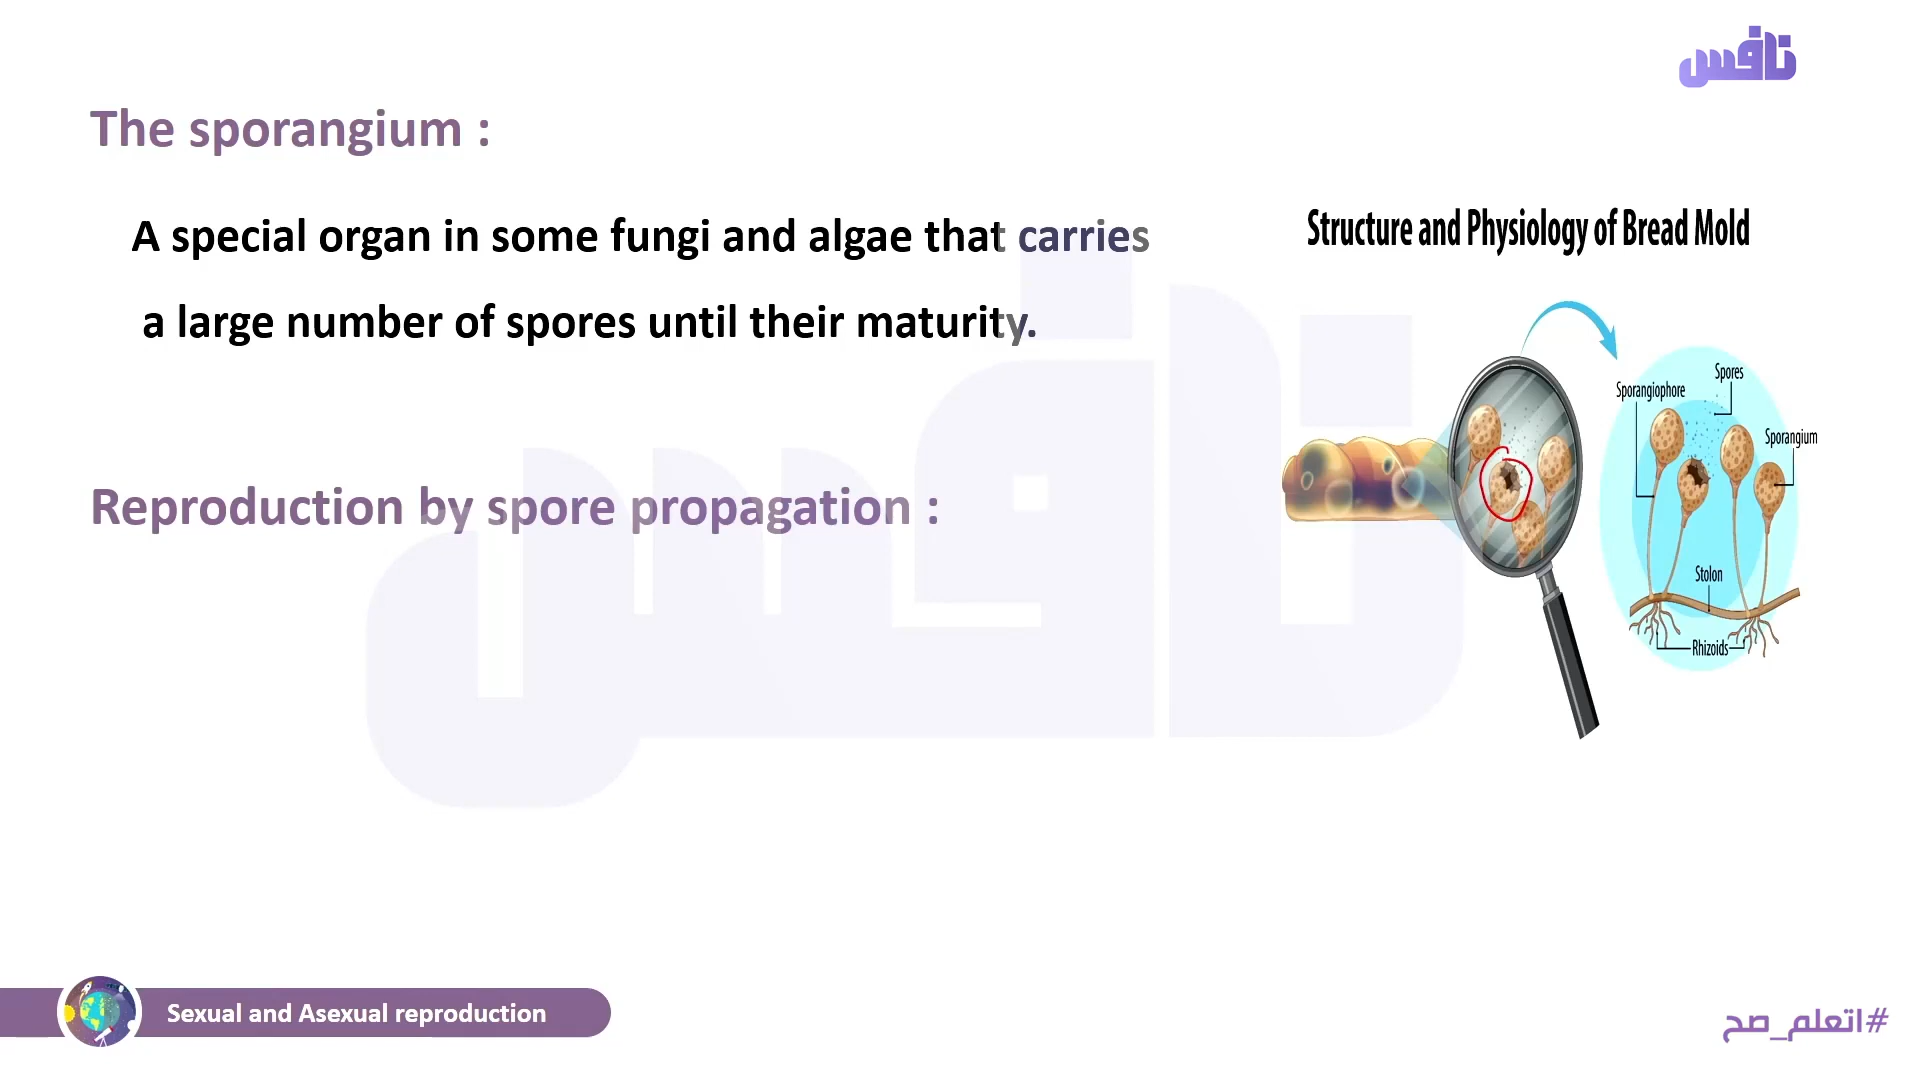 نافس
The sporangium :
A special organ in some fungi and algae that carries
a large number of spores until their maturity.
Reproduction by spore propagation :
Structure and Physiology of Bread Mold
Spores
Sporangiophore
Sporangium
Stolon
Rhizoids
نافس
Sexual and Asexual reproduction
#اتعلم_صح